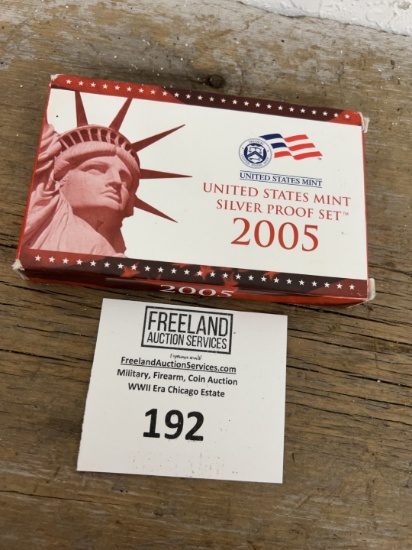 UNITED STATES MINT
UNITED STATES MINT
SILVER PROOF SET™
2005
2005
FREELAND
AUCTION SERVICES
FreelandAuctionServices.com
Military, Firearm, Coin Auction
WWII Era Chicago Estate
192